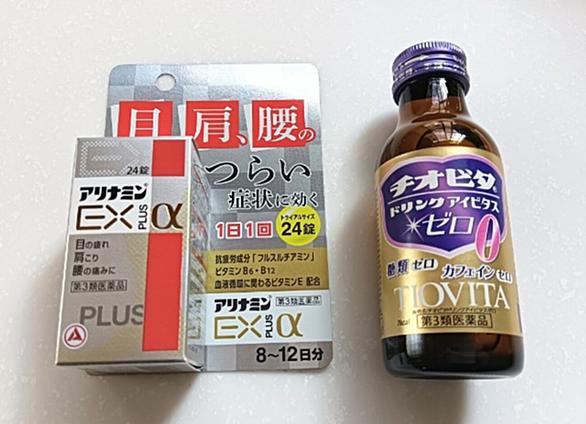 目、肩、腰の
つらい
症状に効く
1日1回
トライアルサイズ
24錠
抗疲労成分「フルスルチアミン」
ビタミンB6・B12
血液循環に関わるビタミンE 配合
アリナミン 第3類医薬品
EX PLUS α
8～12日分
24錠
アリナミン
EX PLUS α
目の疲れ
肩こり
腰の痛みに
第3類医薬品
PLUS
チオビタ®
ドリンク アイビタス
ゼロ 0
糖類ゼロ カフェインゼロ
TIOVITA
第3類医薬品